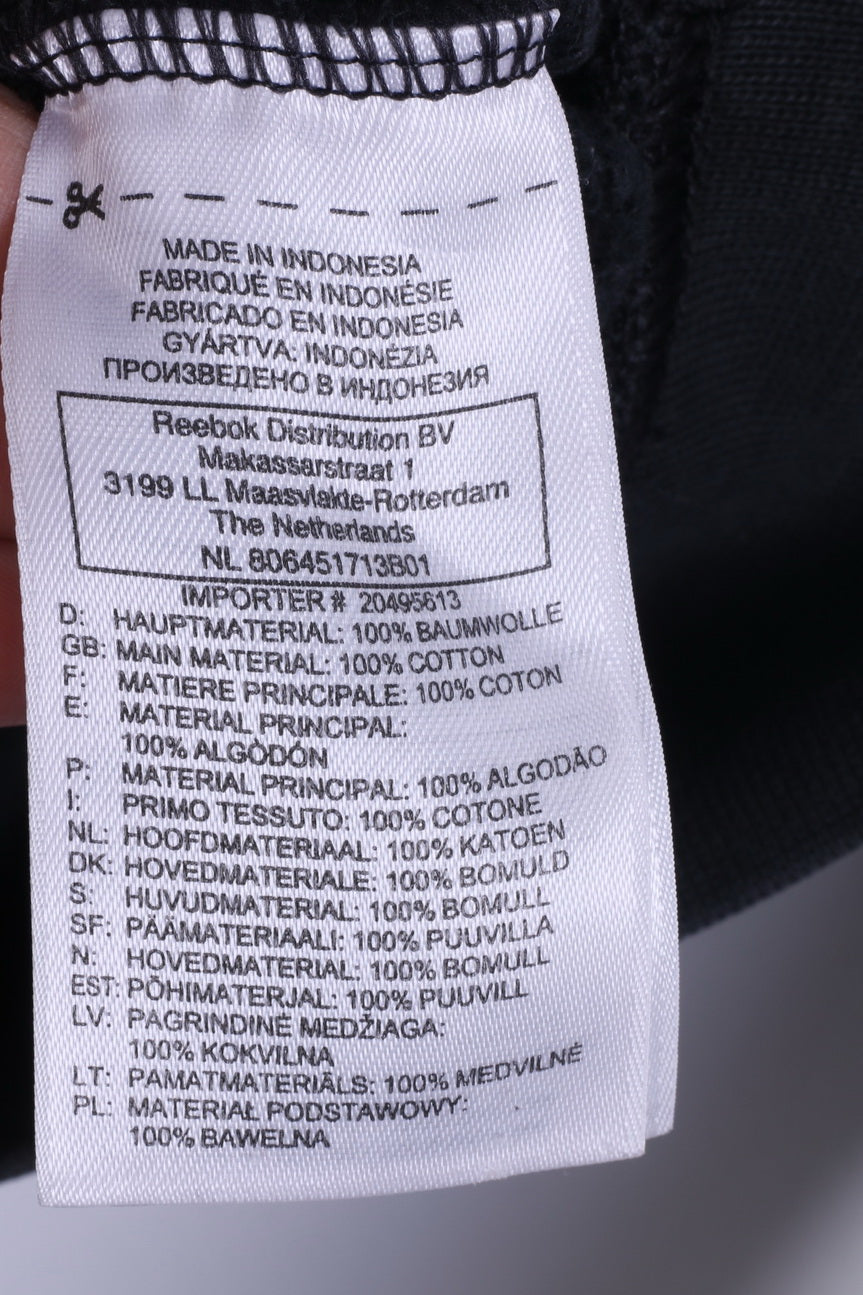 MADE IN INDONESIA
FABRIQUÉ EN INDONÉSIE
FABRICADO EN INDONESIA
GYÁRTVA: INDONÉZIA
ПРОИЗВЕДЕНО В ИНДОНЕЗИЯ
Reebok Distribution BV
Makassarstraat 1
3199 LL Maasvlakte-Rotterdam
The Netherlands
NL 806451713B01
IMPORTER # 20495613
D: HAUPTMATERIAL: 100% BAUMWOLLE
GB: MAIN MATERIAL: 100% COTTON
F: MATIERE PRINCIPALE: 100% COTON
E: MATERIAL PRINCIPAL:
100% ALGÒDÓN
P: MATERIAL PRINCIPAL: 100% ALGODÃO
I: PRIMO TESSUTO: 100% COTONE
NL: HOOFDMATERIAAL: 100% KATOEN
DK: HOVEDMATERIALE: 100% BOMULD
S: HUVUDMATERIAL: 100% BOMULL
SF: PÄÄMATERIAALI: 100% PUUVILLA
N: HOVEDMATERIAL: 100% BOMULL
EST: PÕHIMATERJAL: 100% PUUVILL
LV: PAGRINDINĖ MEDŽIAGA:
100% KOKVILNA
LT: PAMATMATERIĀLS: 100% MEDVILNĖ
PL: MATERIAŁ PODSTAWOWY:
100% BAWEŁNA